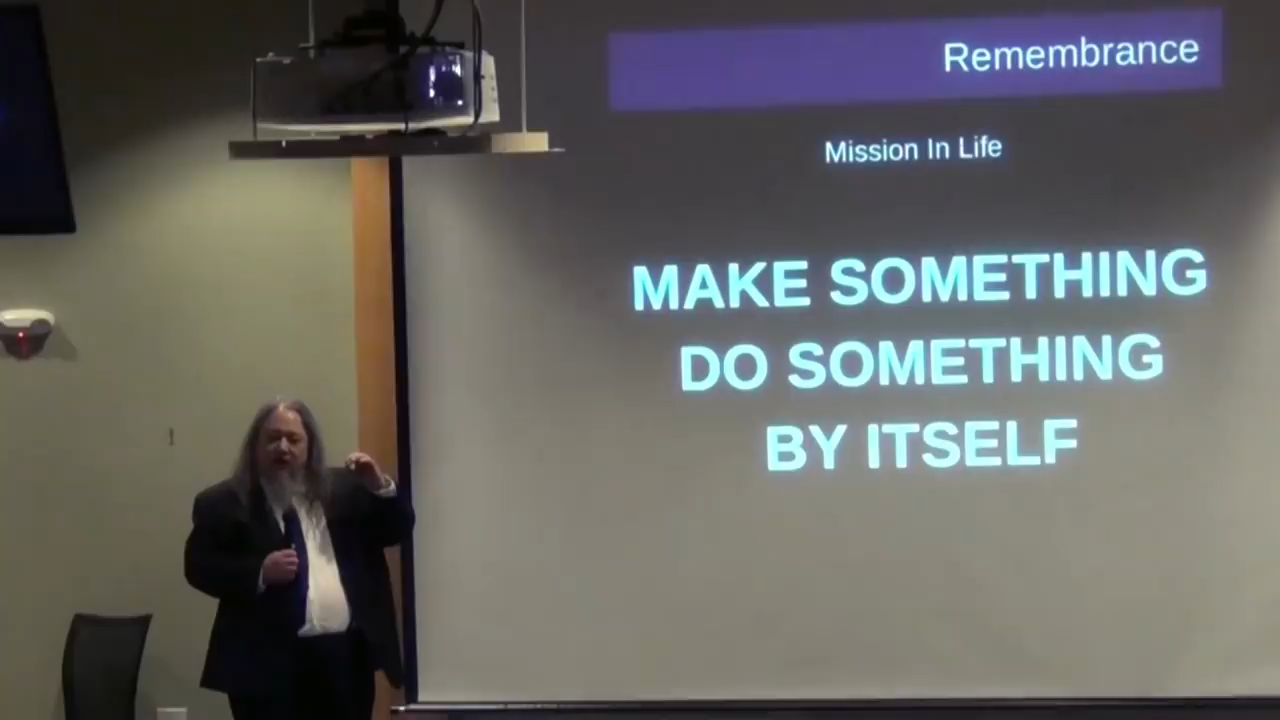 Remembrance
Mission In Life
MAKE SOMETHING
DO SOMETHING
BY ITSELF